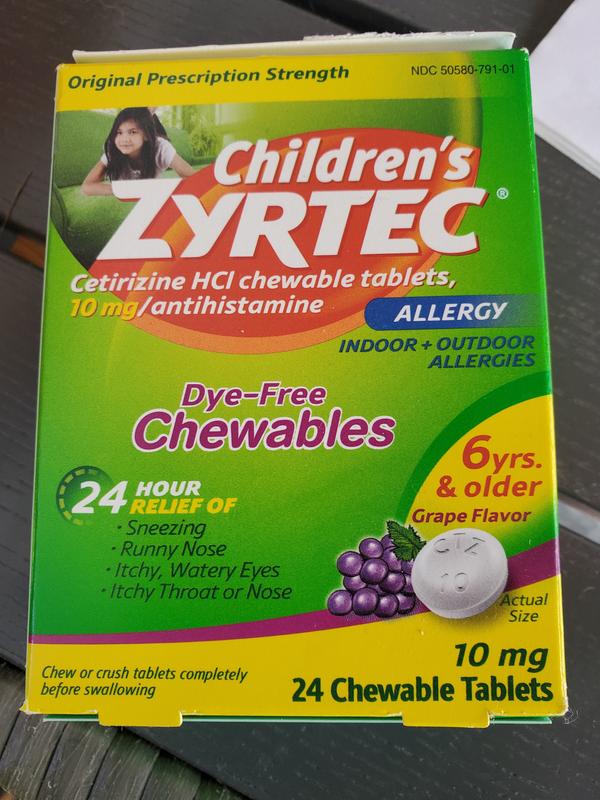 Original Prescription Strength
NDC 50580-791-01
Children's
ZYRTEC®
Cetirizine HCl chewable tablets,
10 mg/antihistamine
ALLERGY
INDOOR + OUTDOOR
ALLERGIES
Dye-Free
Chewables
24 HOUR
RELIEF OF
· Sneezing
· Runny Nose
· Itchy, Watery Eyes
· Itchy Throat or Nose
6 yrs.
& older
Grape Flavor
CTZ
10
Actual
Size
Chew or crush tablets completely
before swallowing
10 mg
24 Chewable Tablets